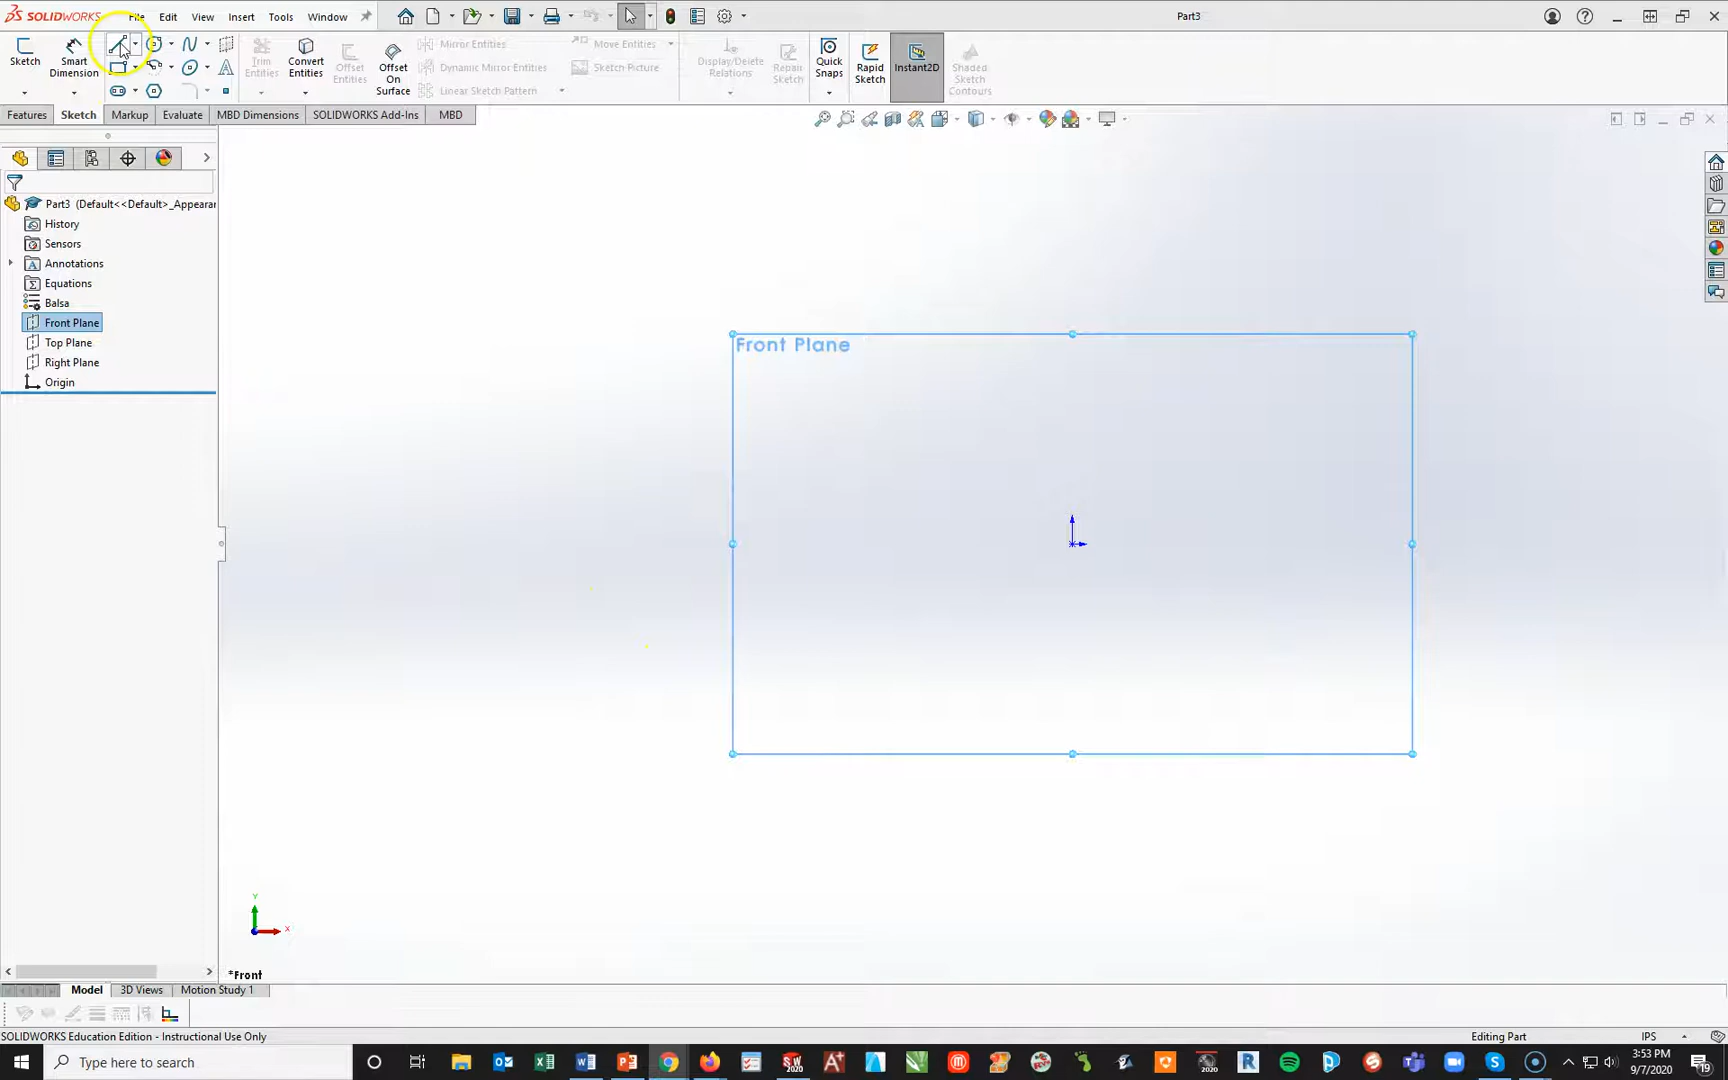 SOLIDWORKS File Edit View Insert Tools Window Part3
Sketch Smart Dimension Trim Entities Convert Entities Offset Entities Offset On Surface Mirror Entities Dynamic Mirror Entities Linear Sketch Pattern Move Entities Sketch Picture Display/Delete Relations Repair Sketch Quick Snaps Rapid Sketch Instant2D Shaded Sketch Contours
Features Sketch Markup Evaluate MBD Dimensions SOLIDWORKS Add-Ins MBD
Part3 (Default<<Default>_Appearar
History
Sensors
Annotations
Equations
Balsa
Front Plane
Top Plane
Right Plane
Origin
Front Plane
Y
X
*Front
Model 3D Views Motion Study 1
SOLIDWORKS Education Edition - Instructional Use Only Editing Part IPS
Type here to search
3:53 PM
9/7/2020
19